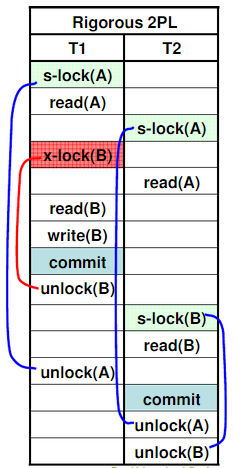 Rigorous 2PL
T1 T2
s-lock(A)
read(A)
s-lock(A)
x-lock(B)
read(A)
read(B)
write(B)
commit
unlock(B)
s-lock(B)
read(B)
unlock(A)
commit
unlock(A)
unlock(B)